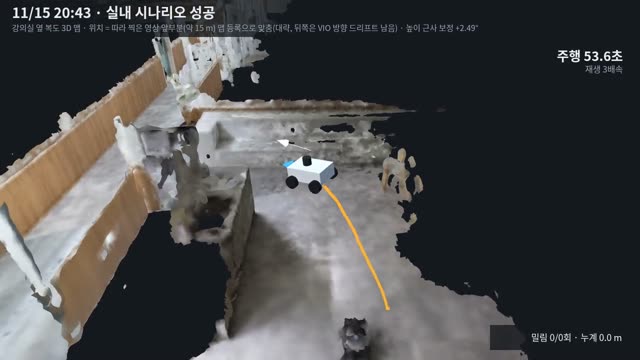 11/15 20:43 · 실내 시나리오 성공
강의실 옆 복도 3D 맵 · 위치 = 따라 찍은 영상 앞부분(약 15 m) 맵 등록으로 맞춤(대략, 뒤쪽은 VIO 방향 드리프트 남음) · 높이 근사 보정 +2.49°
주행 53.6초
재생 3배속
밀림 0/0회 · 누계 0.0 m